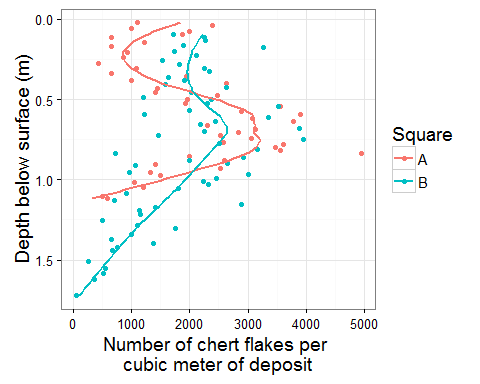 0.0
0.5
1.0
1.5
Depth below surface (m)
0
1000
2000
3000
4000
5000
Number of chert flakes per
cubic meter of deposit
Square
A
B